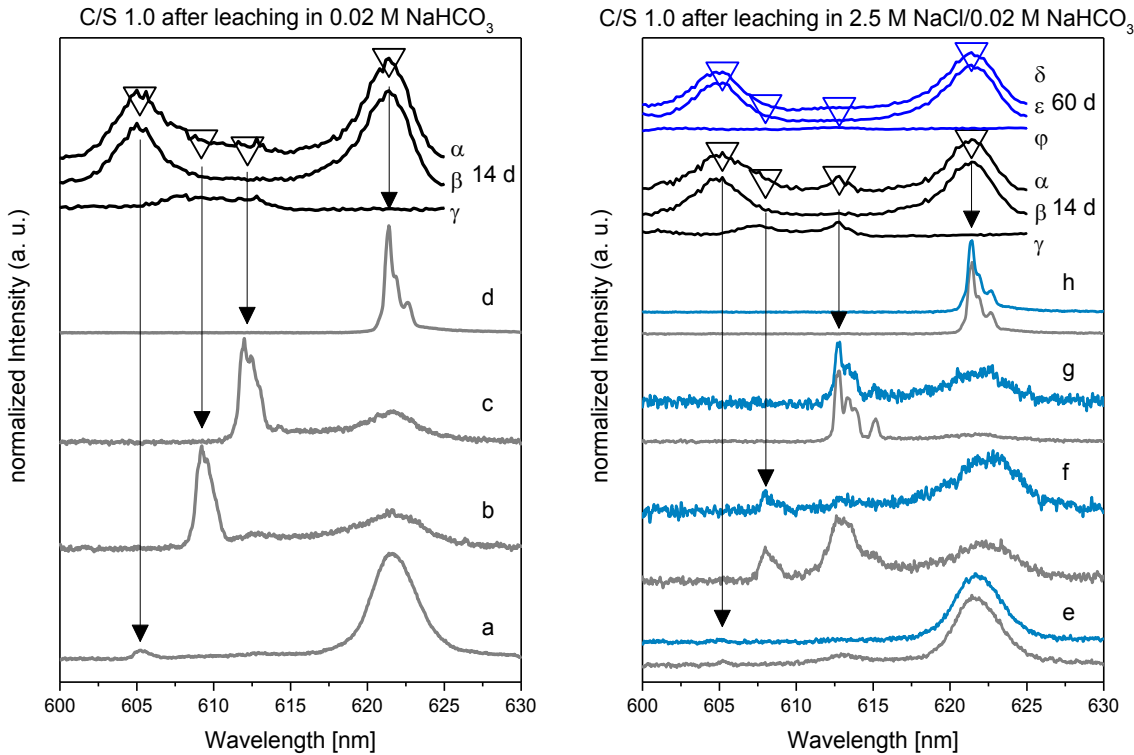 C/S 1.0 after leaching in 0.02 M NaHCO₃
normalized Intensity (a. u.)
α
β 14 d
γ
d
c
b
a
600 605 610 615 620 625 630
Wavelength [nm]
C/S 1.0 after leaching in 2.5 M NaCl/0.02 M NaHCO₃
normalized Intensity (a. u.)
δ
ε 60 d
φ
α
β 14 d
γ
h
g
f
e
600 605 610 615 620 625 630
Wavelength [nm]